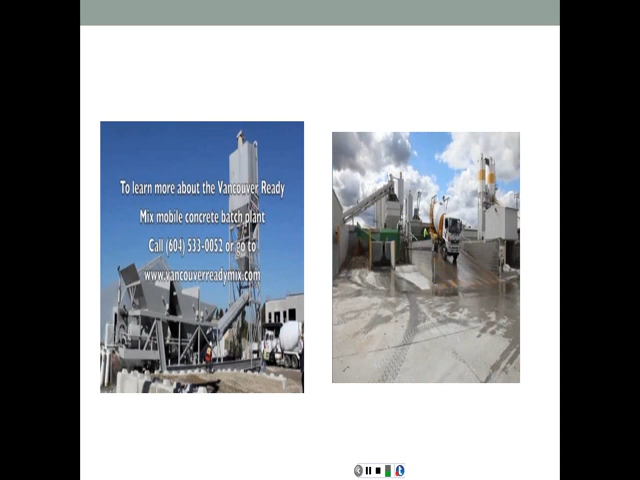 To learn more about the Vancouver Ready
Mix mobile concrete batch plant
Call (604) 533-0052 or go to
www.vancouverreadymix.com